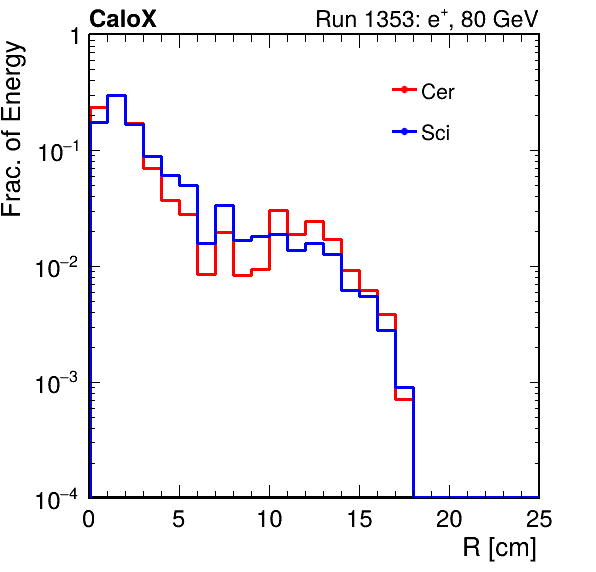 CaloX Run 1353: e⁺, 80 GeV
Frac. of Energy
1
10⁻¹
10⁻²
10⁻³
10⁻⁴
Cer
Sci
0 5 10 15 20 25
R [cm]